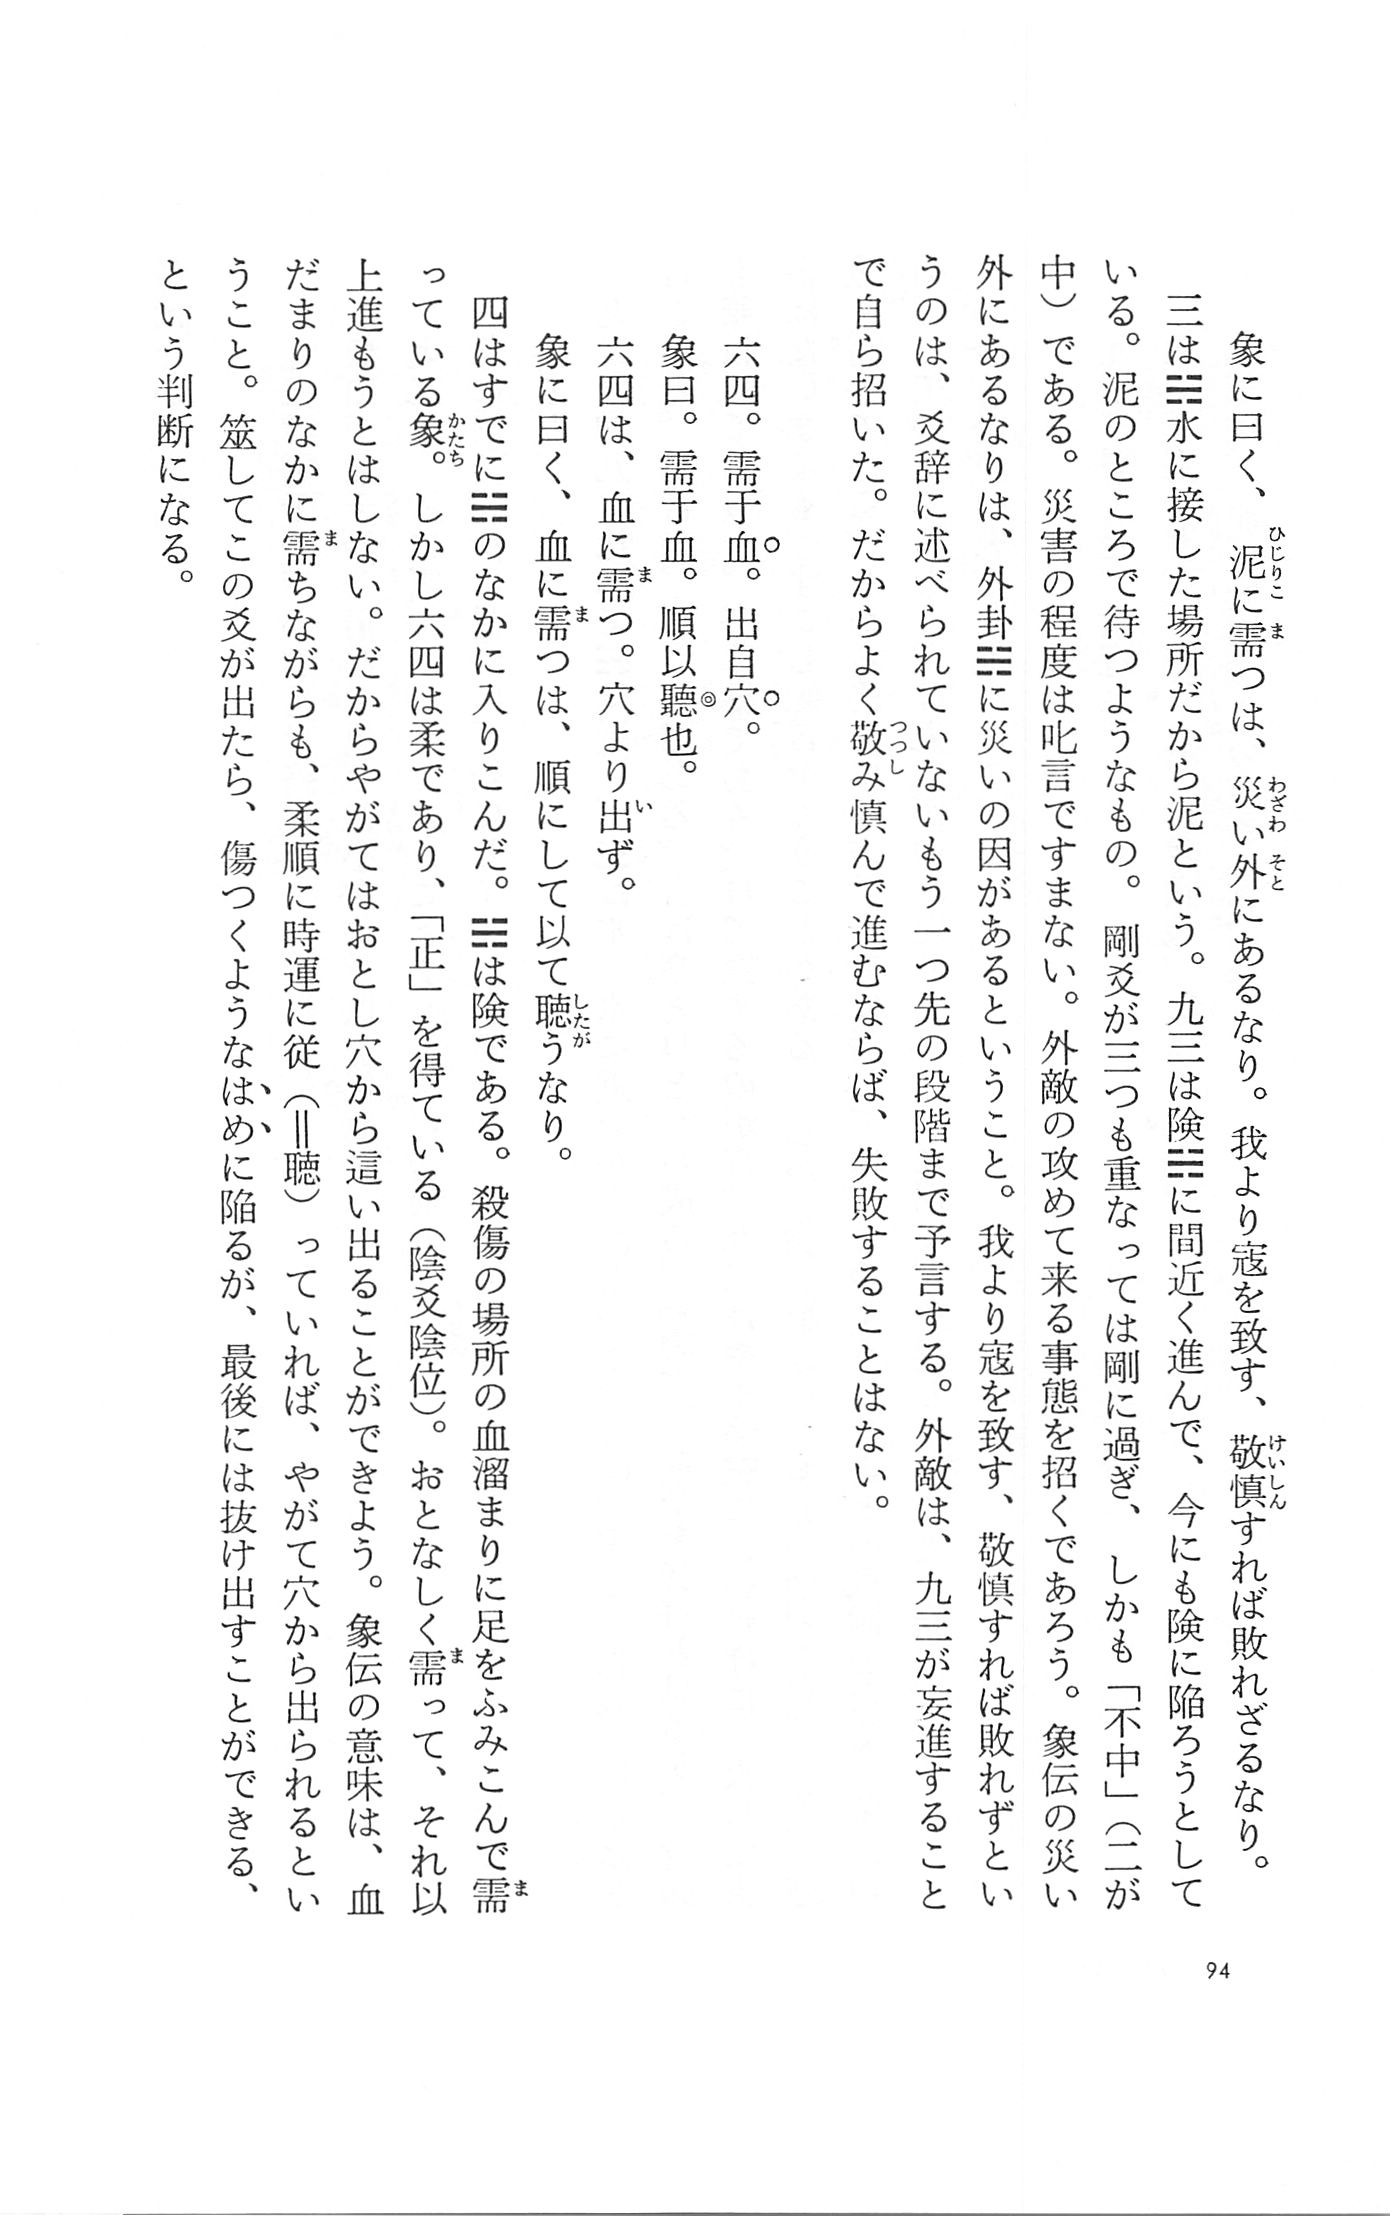 象に曰く、泥に需つは、災い外にあるなり。我より寇を致す、敬慎すれば敗れざるなり。
三は☵水に接した場所だから泥という。九三は険☵に間近く進んで、今にも険に陥ろうとして
いる。泥のところで待つようなもの。剛爻が三つも重なっては剛に過ぎ、しかも「不中」（二が
中）である。災害の程度は叱言ですまない。外敵の攻めて来る事態を招くであろう。象伝の災い
外にあるなりは、外卦☵に災いの因があるということ。我より寇を致す、敬慎すれば敗れずとい
うのは、爻辞に述べられていないもう一つ先の段階まで予言する。外敵は、九三が妄進すること
で自ら招いた。だからよく敬み慎んで進むならば、失敗することはない。
六四。需于血。出自穴。
象曰。需于血。順以聽也。
六四は、血に需つ。穴より出ず。
象に曰く、血に需つは、順にして以て聴うなり。
四はすでに☵のなかに入りこんだ。☵は険である。殺傷の場所の血溜まりに足をふみこんで需
っている象。しかし六四は柔であり、「正」を得ている（陰爻陰位）。おとなしく需って、それ以
上進もうとはしない。だからやがてはおとし穴から這い出ることができよう。象伝の意味は、血
だまりのなかに需ちながらも、柔順に時運に従（＝聴）っていれば、やがて穴から出られるとい
うこと。筮してこの爻が出たら、傷つくようなはめに陥るが、最後には抜け出すことができる、
という判断になる。
94